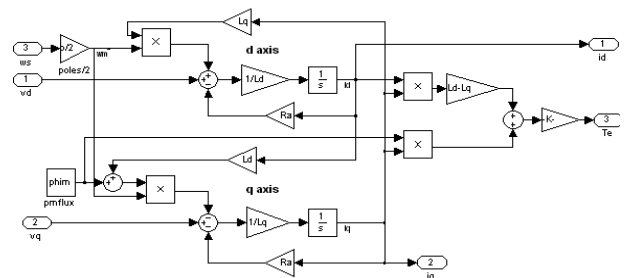 Lq
3
ws
p/2
poles/2
wm
×
d axis
1
vd
1/Ld
1
s
id
1
id
×
Ld-Lq
Ra
3
Te
K-
×
Ld
phim
pmflux
×
q axis
2
vq
1/Lq
1
s
iq
Ra
2
iq